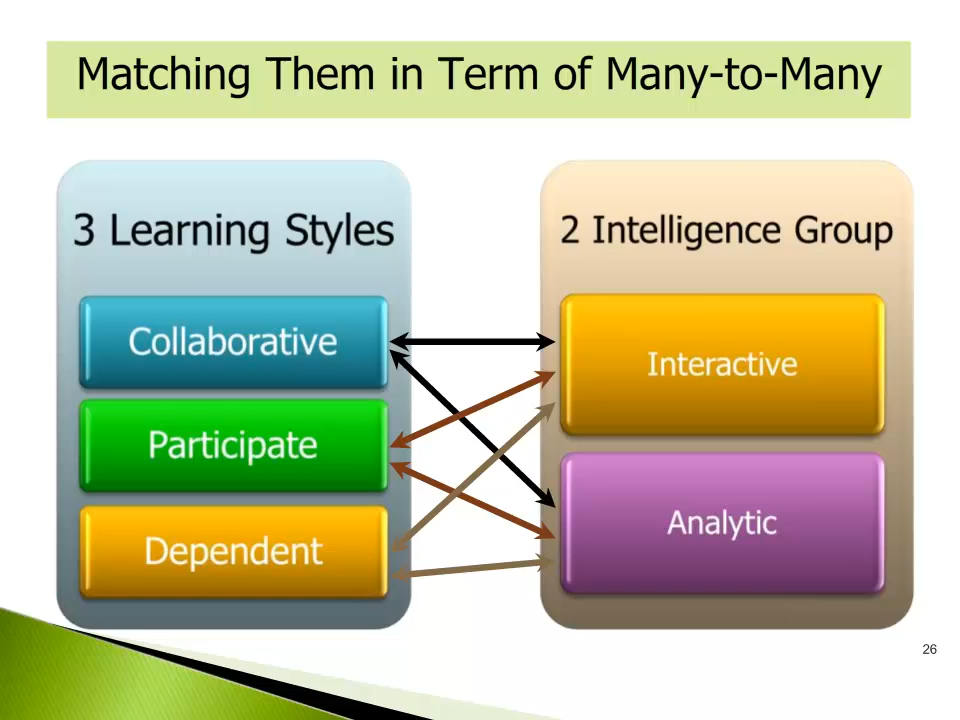 Matching Them in Term of Many-to-Many
3 Learning Styles
Collaborative
Participate
Dependent
2 Intelligence Group
Interactive
Analytic
26